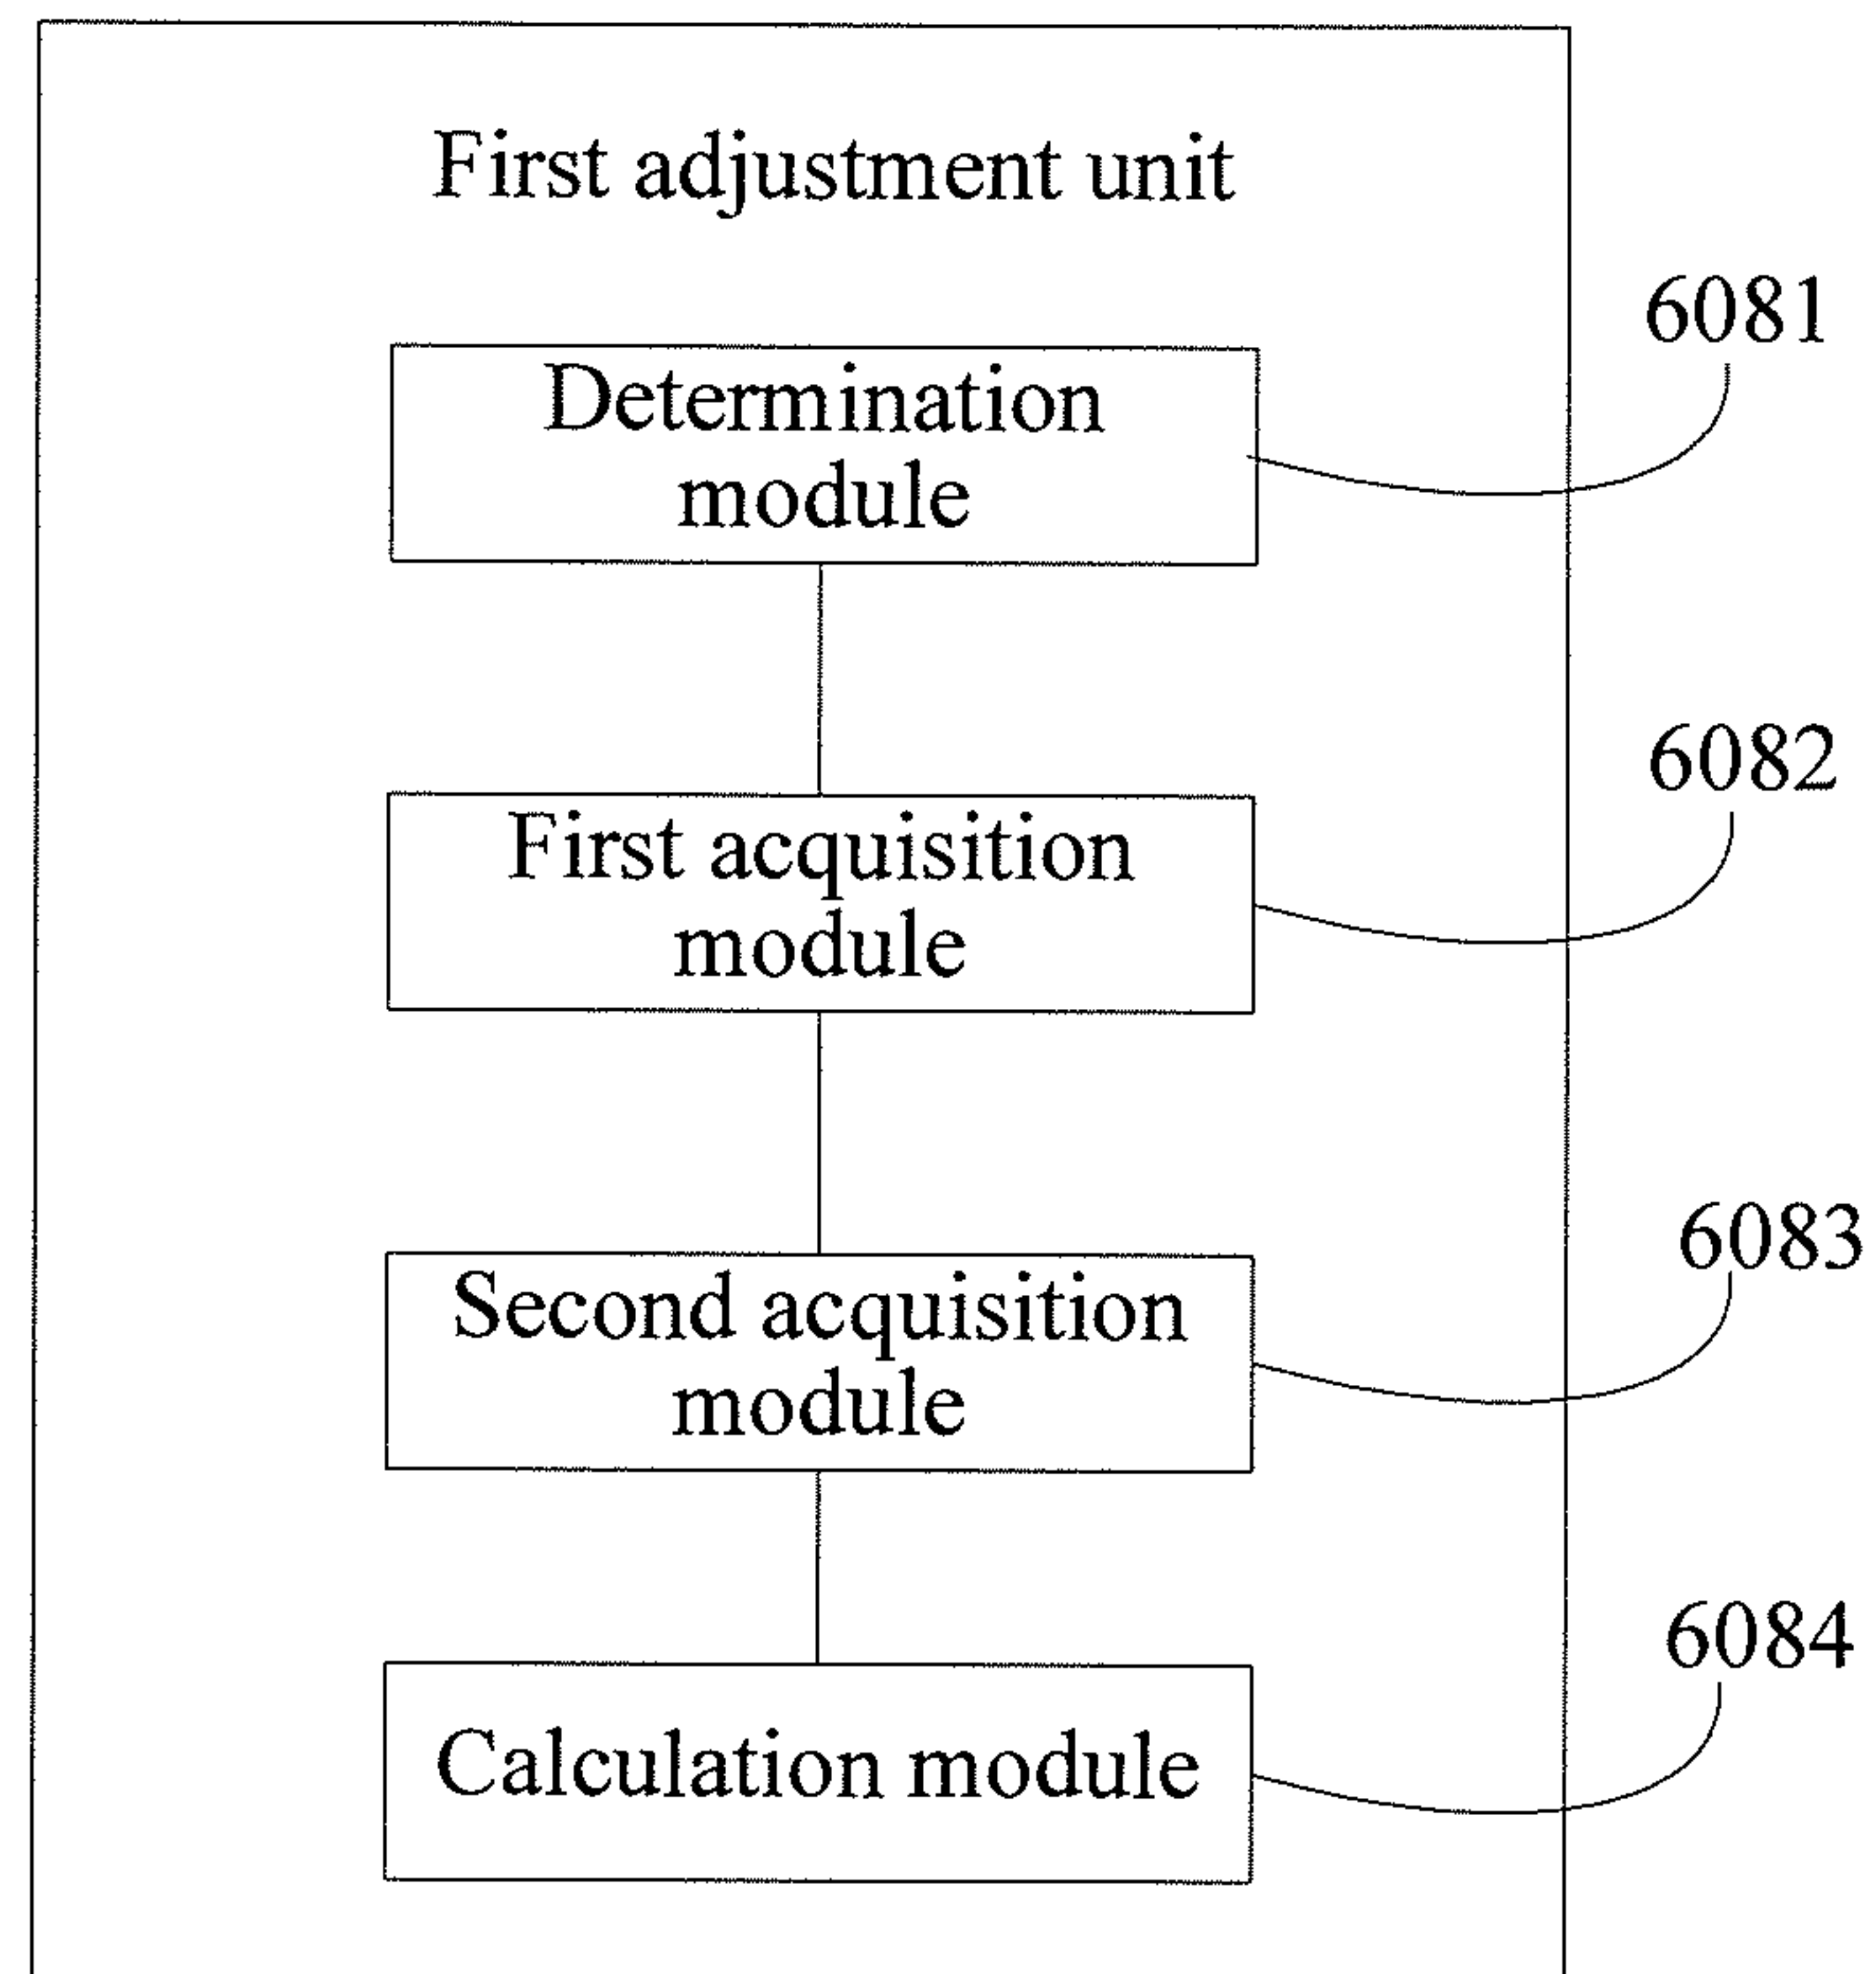 First adjustment unit
6081
Determination
module
6082
First acquisition
module
6083
Second acquisition
module
6084
Calculation module